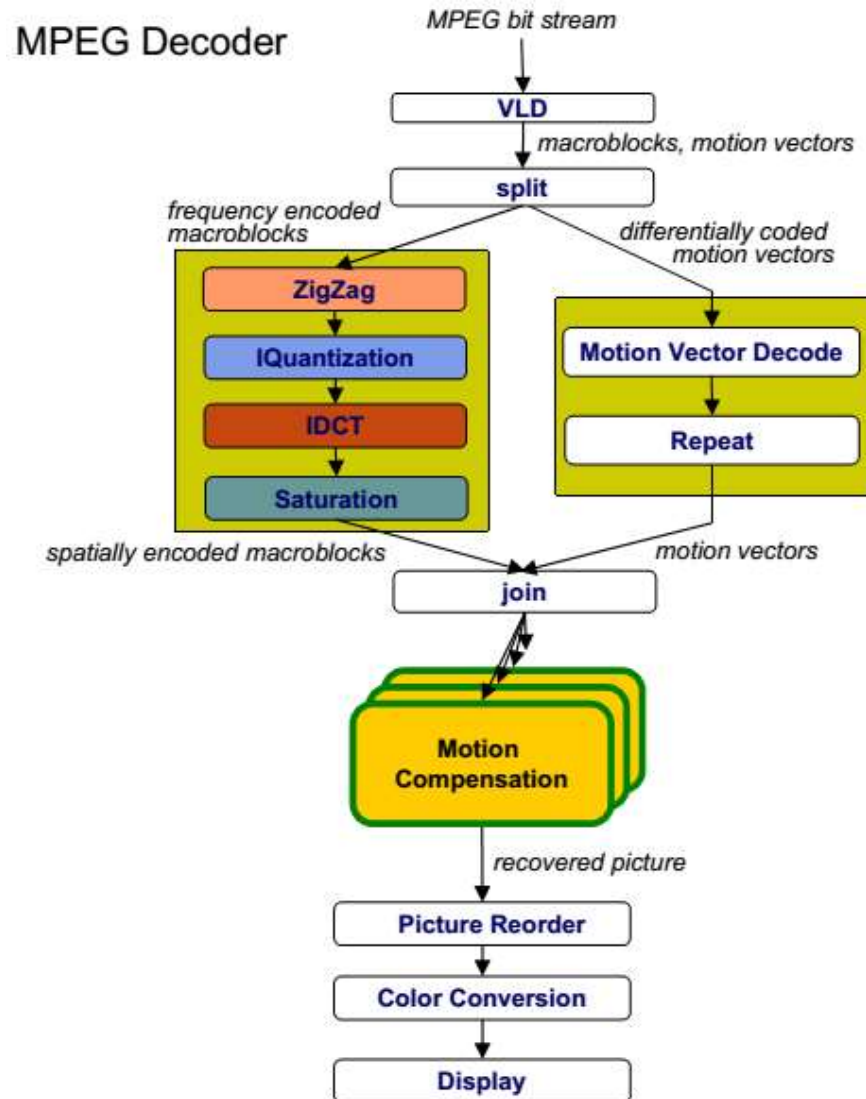 MPEG Decoder
MPEG bit stream
VLD
macroblocks, motion vectors
split
frequency encoded
macroblocks
differentially coded
motion vectors
ZigZag
IQuantization
IDCT
Saturation
Motion Vector Decode
Repeat
spatially encoded macroblocks
motion vectors
join
Motion
Compensation
recovered picture
Picture Reorder
Color Conversion
Display